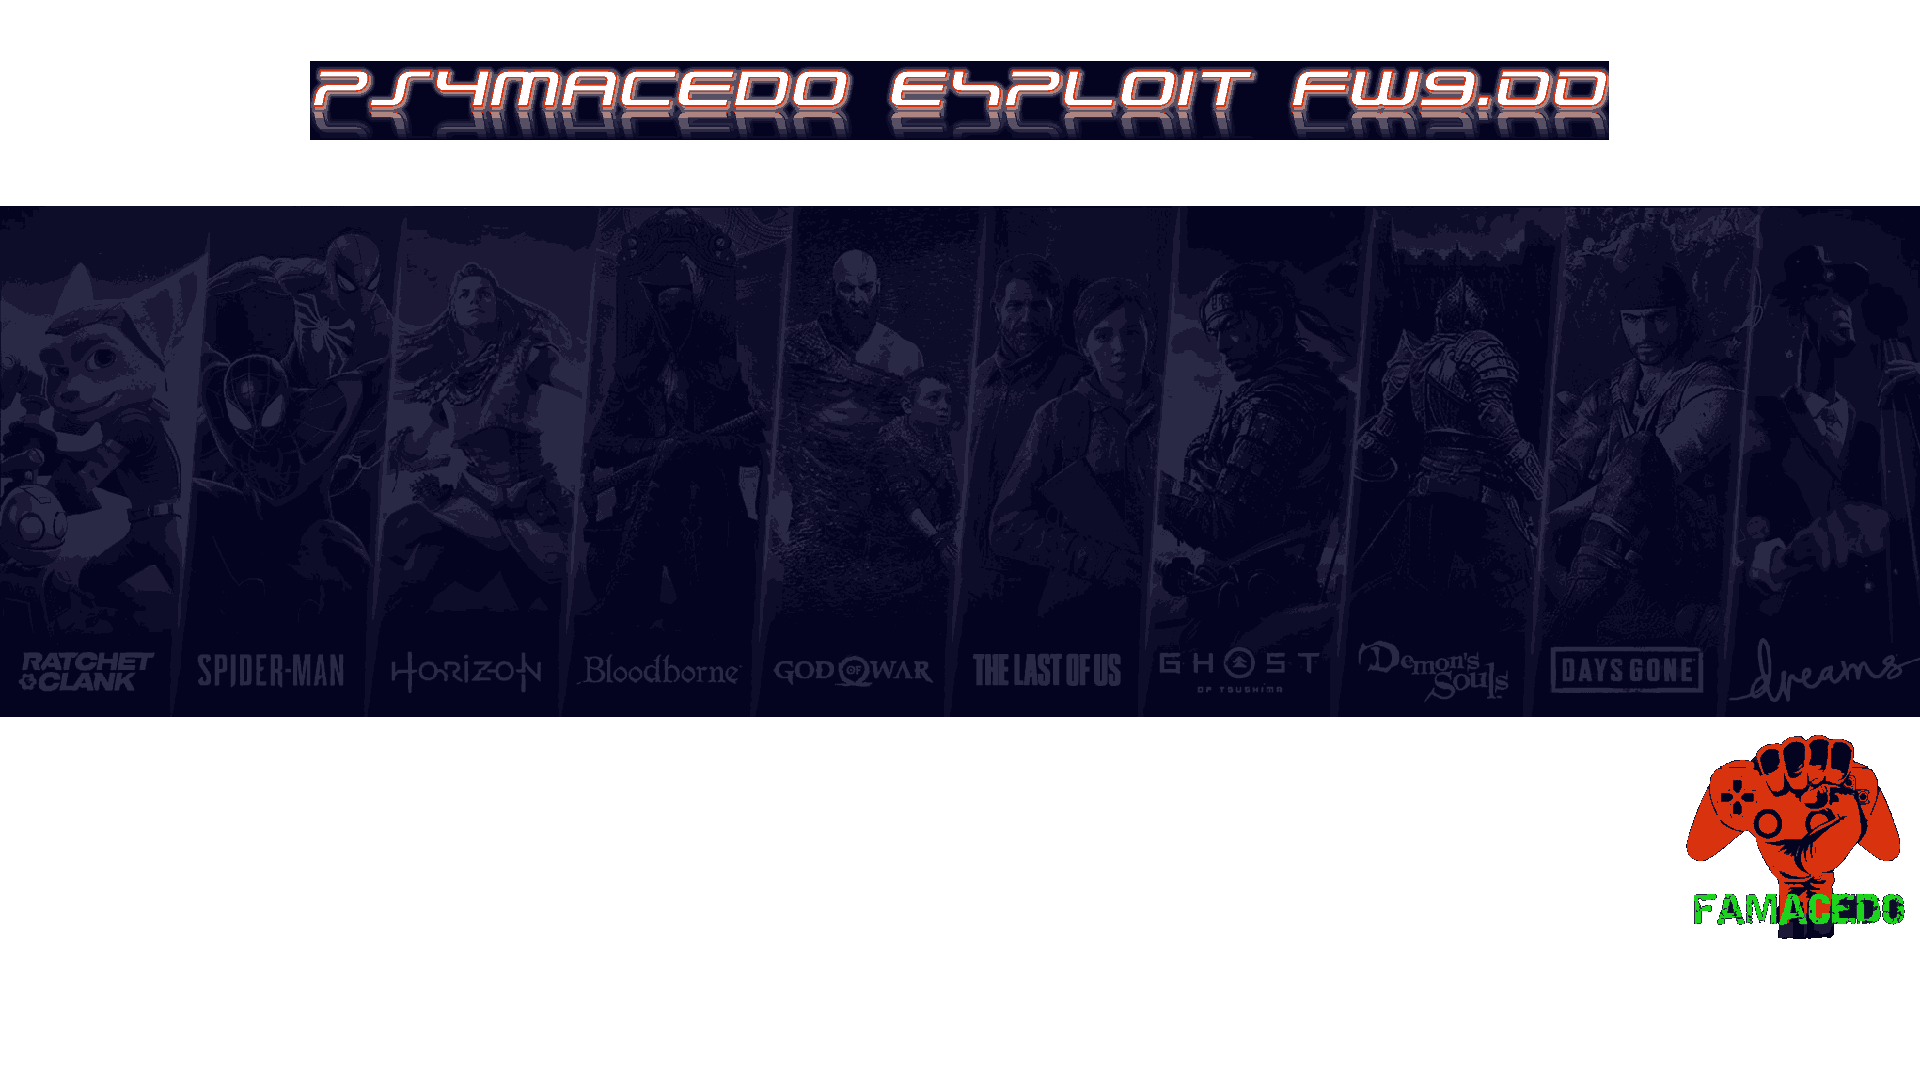 PS4MACEDO EXPLOIT FW9.00
RATCHET & CLANK
SPIDER-MAN
HORIZON
Bloodborne
GOD OF WAR
THE LAST OF US
GHOST
OF TSUSHIMA
Demon's
Souls
DAYS GONE
dreams
FAMACEDO